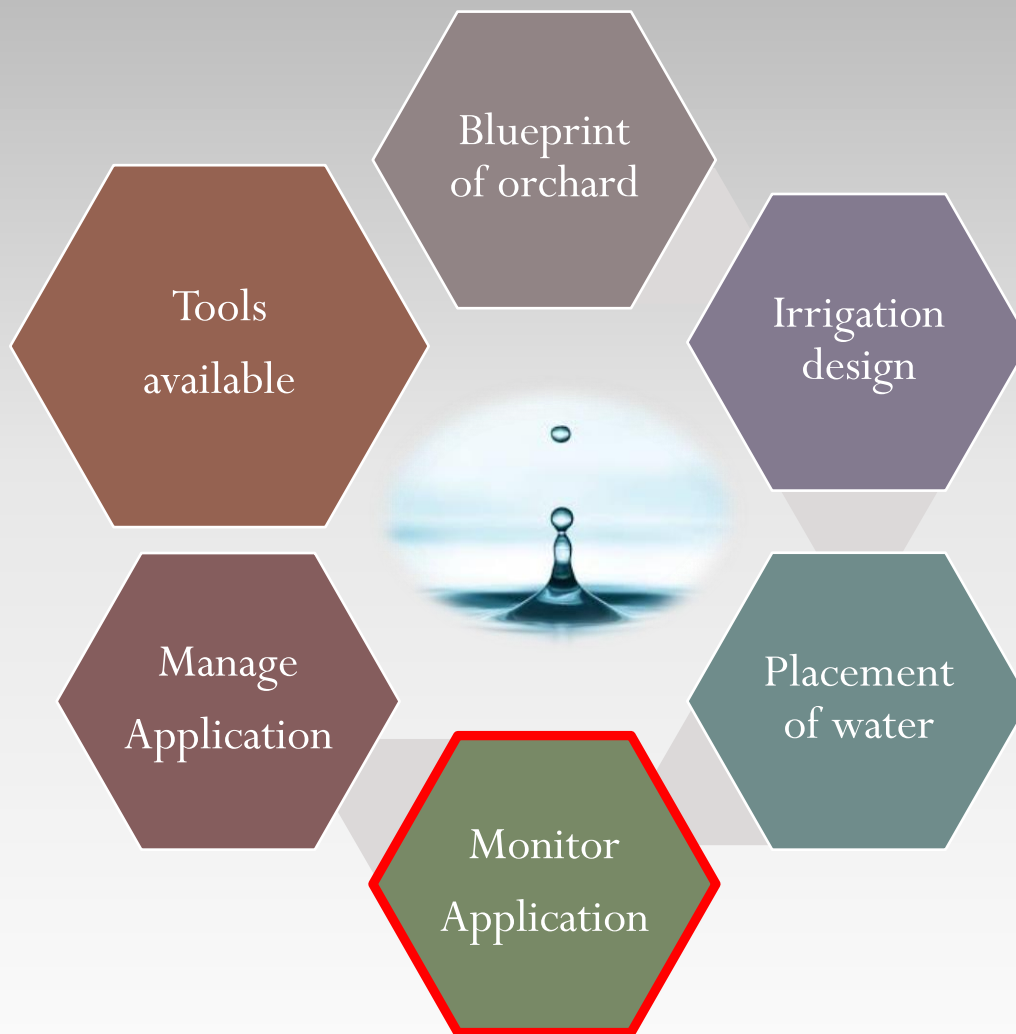 Blueprint
of orchard
Irrigation
design
Placement
of water
Monitor
Application
Manage
Application
Tools
available